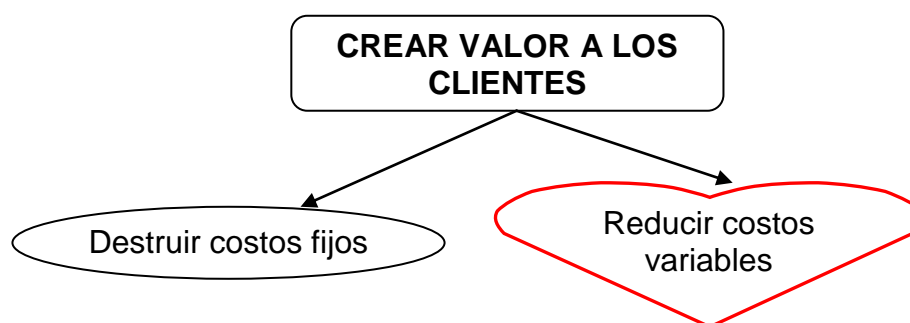 CREAR VALOR A LOS
CLIENTES
Destruir costos fijos
Reducir costos
variables